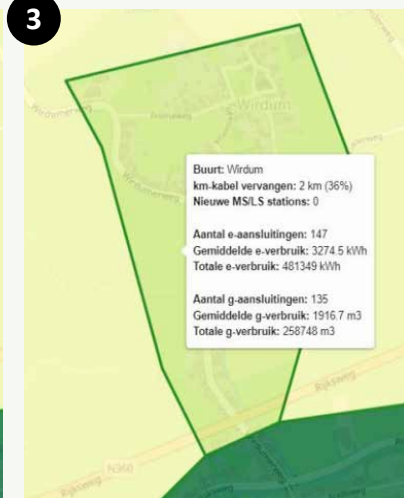 3
Wirdumerweg
Wirdum
Wirdumerweg
Buurt: Wirdum
km-kabel vervangen: 2 km (36%)
Nieuwe MS/LS stations: 0
Aantal e-aansluitingen: 147
Gemiddelde e-verbruik: 3274.5 kWh
Totale e-verbruik: 481349 kWh
Aantal g-aansluitingen: 135
Gemiddelde g-verbruik: 1916.7 m3
Totale g-verbruik: 258748 m3
Rijksweg
N360
Rijksweg